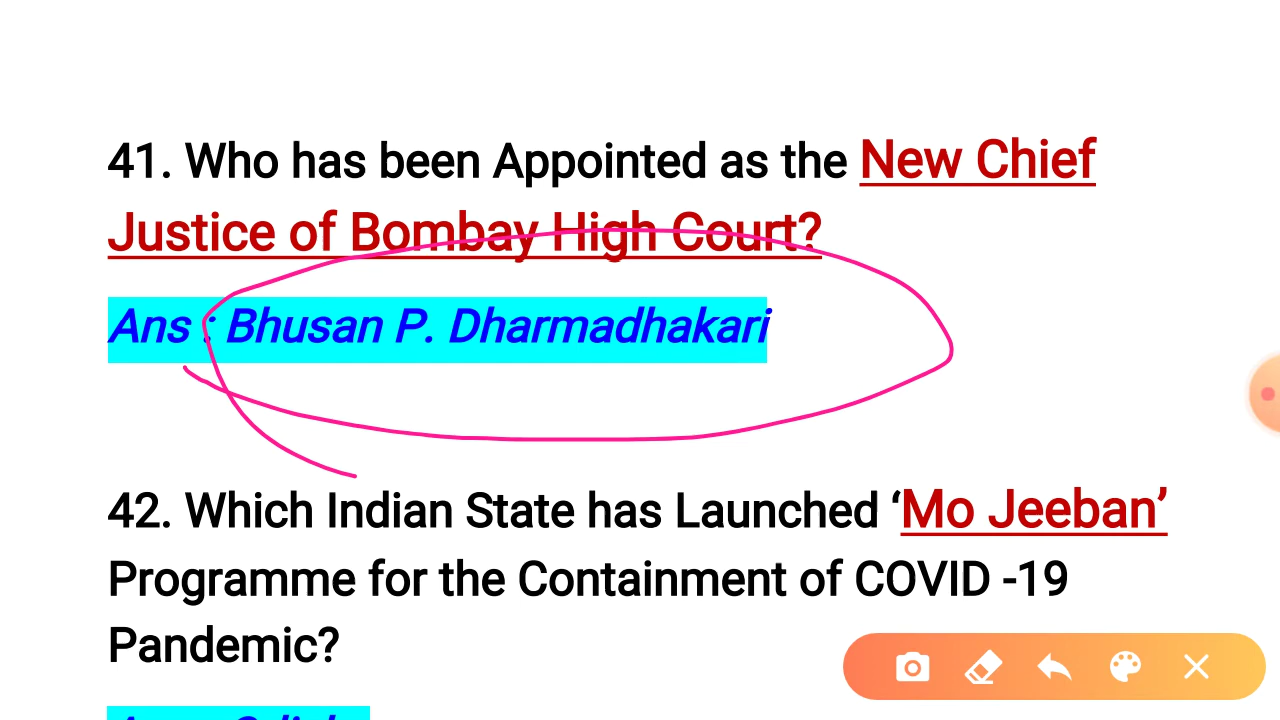 41. Who has been Appointed as the New Chief
Justice of Bombay High Court?
Ans : Bhusan P. Dharmadhakari
42. Which Indian State has Launched ‘Mo Jeeban’
Programme for the Containment of COVID -19
Pandemic?